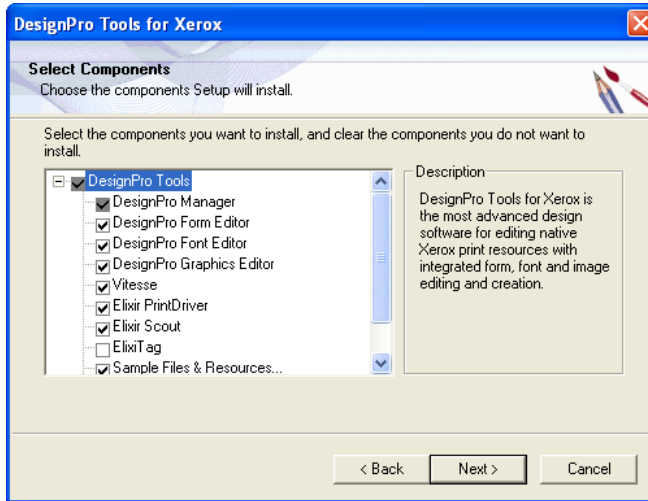 DesignPro Tools for Xerox
Select Components
Choose the components Setup will install.
Select the components you want to install, and clear the components you do not want to
install.
DesignPro Tools
DesignPro Manager
DesignPro Form Editor
DesignPro Font Editor
DesignPro Graphics Editor
Vitesse
Elixir PrintDriver
Elixir Scout
ElixiTag
Sample Files & Resources...
Description
DesignPro Tools for Xerox is
the most advanced design
software for editing native
Xerox print resources with
integrated form, font and image
editing and creation.
< Back
Next >
Cancel